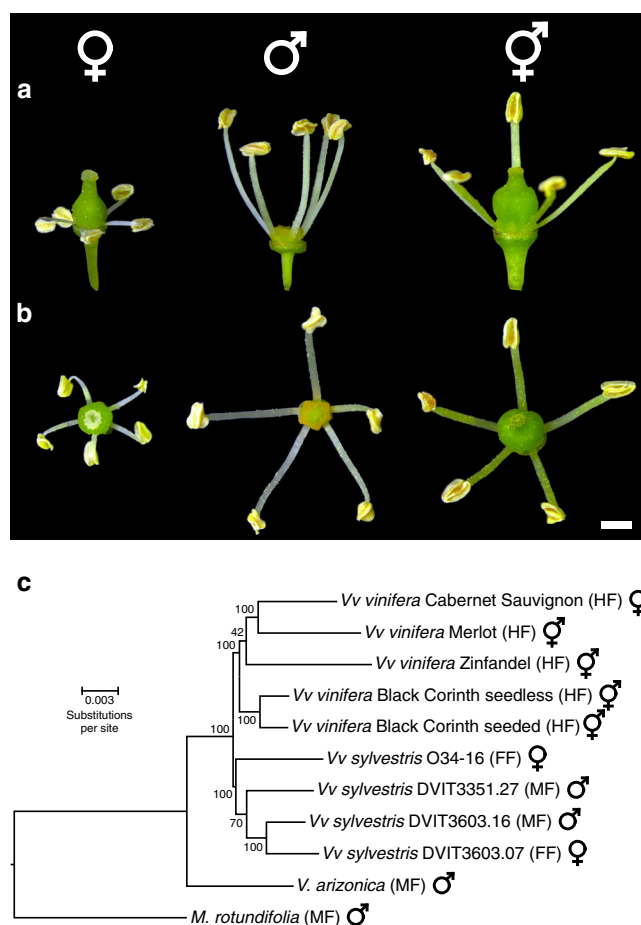 ♀ ♂ ⚥
a
b
c
Vv vinifera Cabernet Sauvignon (HF) ♀
100
Vv vinifera Merlot (HF) ⚥
42
100
Vv vinifera Zinfandel (HF) ⚥
0.003
Substitutions
per site
Vv vinifera Black Corinth seedless (HF) ⚥
100
Vv vinifera Black Corinth seeded (HF) ⚥
100
Vv sylvestris O34-16 (FF) ♀
100
Vv sylvestris DVIT3351.27 (MF) ♂
70
Vv sylvestris DVIT3603.16 (MF) ♂
100
Vv sylvestris DVIT3603.07 (FF) ♀
V. arizonica (MF) ♂
M. rotundifolia (MF) ♂